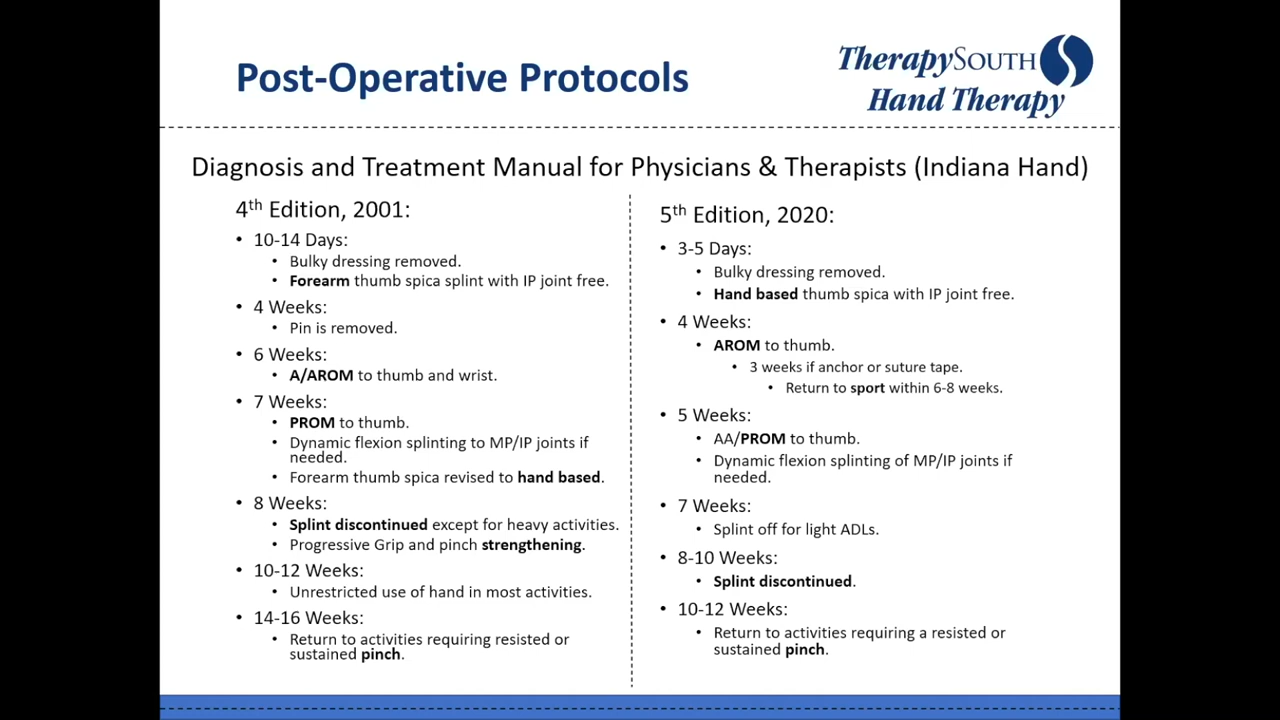 Post-Operative Protocols
TherapySouth
Hand Therapy
Diagnosis and Treatment Manual for Physicians & Therapists (Indiana Hand)
4th Edition, 2001:
• 10-14 Days:
• Bulky dressing removed.
• Forearm thumb spica splint with IP joint free.
• 4 Weeks:
• Pin is removed.
• 6 Weeks:
• A/AROM to thumb and wrist.
• 7 Weeks:
• PROM to thumb.
• Dynamic flexion splinting to MP/IP joints if
needed.
• Forearm thumb spica revised to hand based.
• 8 Weeks:
• Splint discontinued except for heavy activities.
• Progressive Grip and pinch strengthening.
• 10-12 Weeks:
• Unrestricted use of hand in most activities.
• 14-16 Weeks:
• Return to activities requiring resisted or
sustained pinch.
5th Edition, 2020:
• 3-5 Days:
• Bulky dressing removed.
• Hand based thumb spica with IP joint free.
• 4 Weeks:
• AROM to thumb.
• 3 weeks if anchor or suture tape.
• Return to sport within 6-8 weeks.
• 5 Weeks:
• AA/PROM to thumb.
• Dynamic flexion splinting of MP/IP joints if
needed.
• 7 Weeks:
• Splint off for light ADLs.
• 8-10 Weeks:
• Splint discontinued.
• 10-12 Weeks:
• Return to activities requiring a resisted or
sustained pinch.